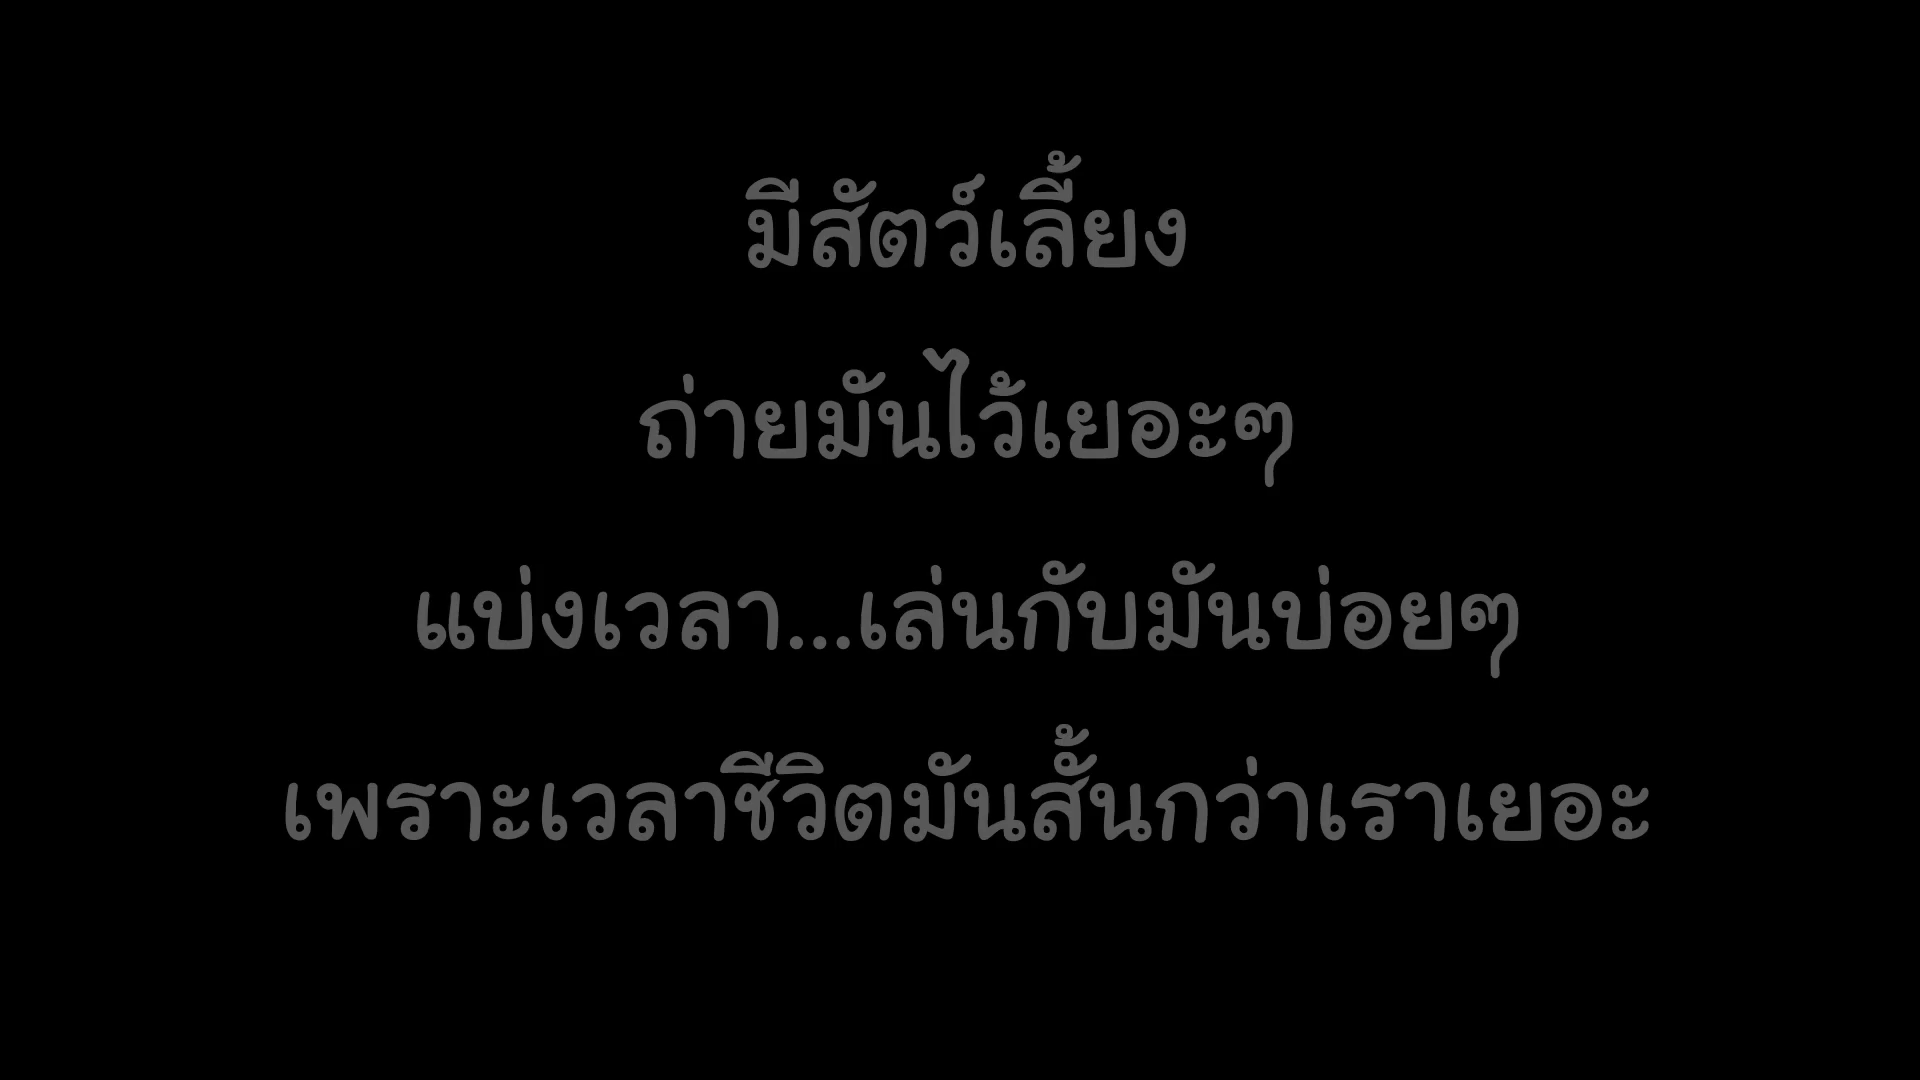 มีสัตว์เลี้ยง
ถ่ายมันไว้เยอะๆ
แบ่งเวลา...เล่นกับมันบ่อยๆ
เพราะเวลาชีวิตมันสั้นกว่าเราเยอะ